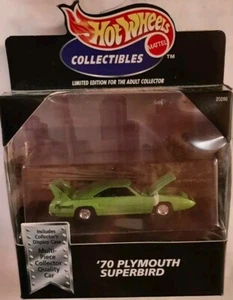 Hot Wheels
MATTEL
COLLECTIBLES
™
LIMITED EDITION FOR THE ADULT COLLECTOR
Includes
Collector's
Display Case
Multi-
Piece
Collector
Quality
Car
'70 PLYMOUTH
SUPERBIRD